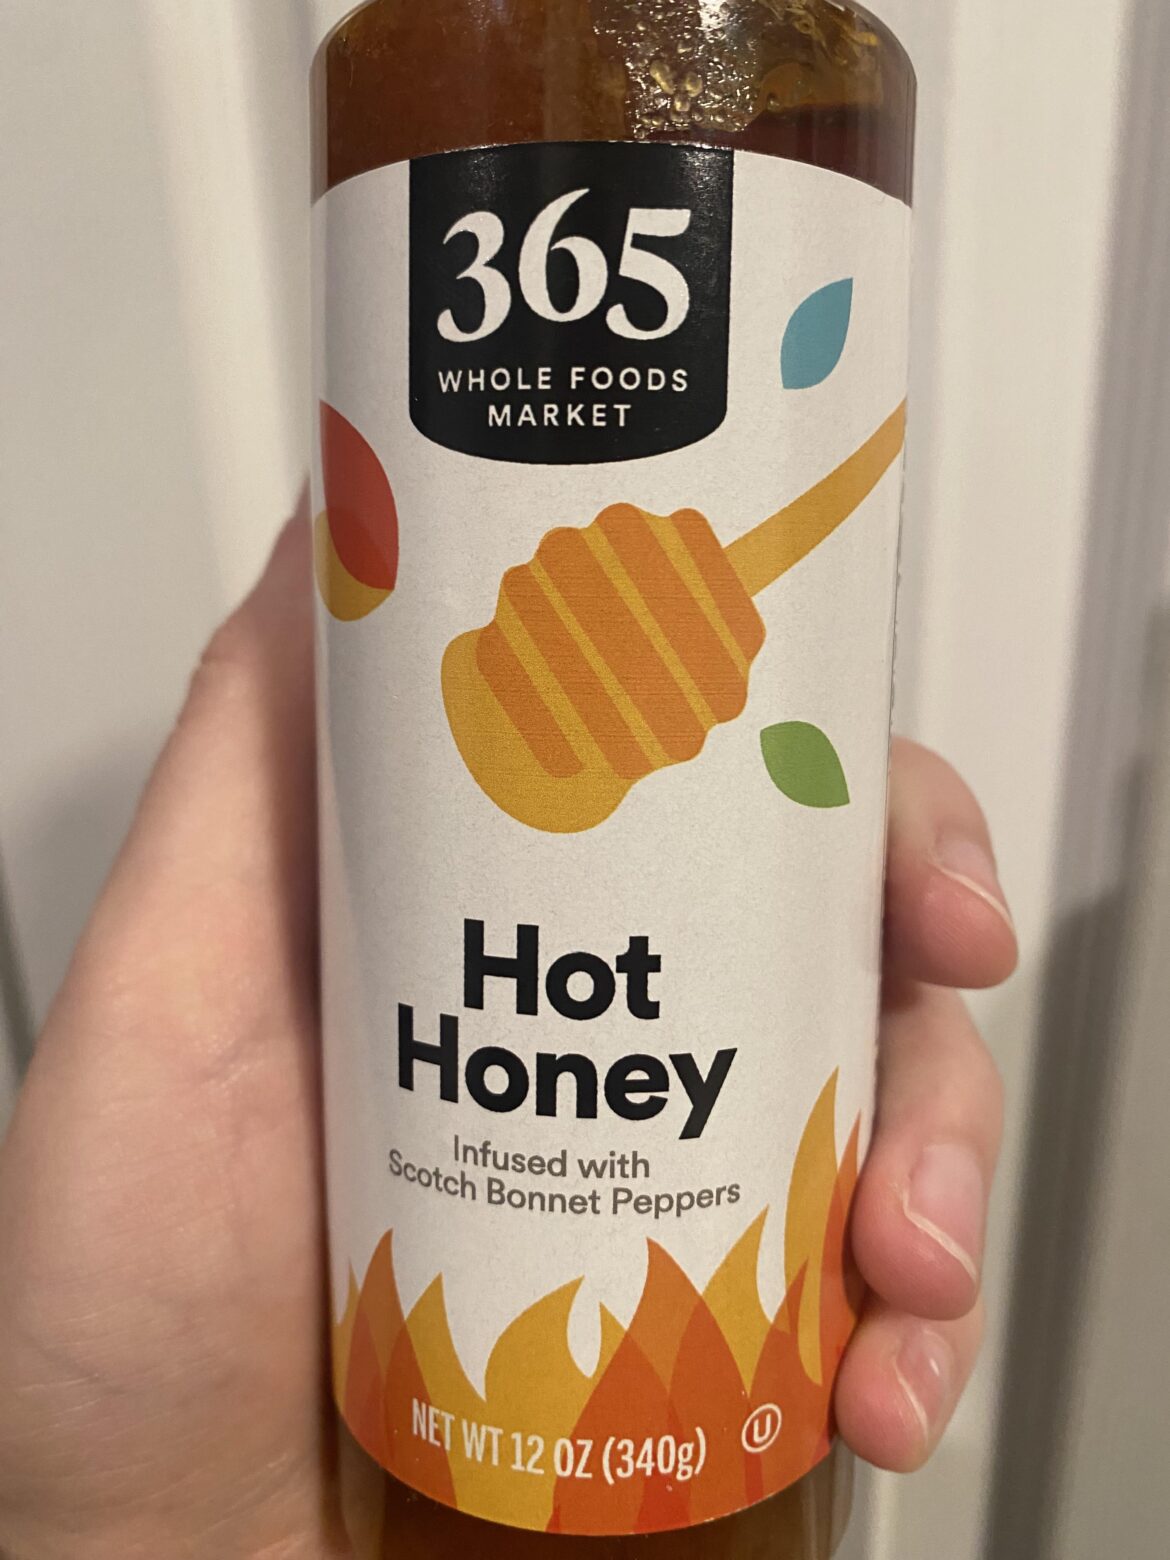 365
WHOLE FOODS
MARKET
Hot
Honey
Infused with
Scotch Bonnet Peppers
NET WT 12 OZ (340g)
U